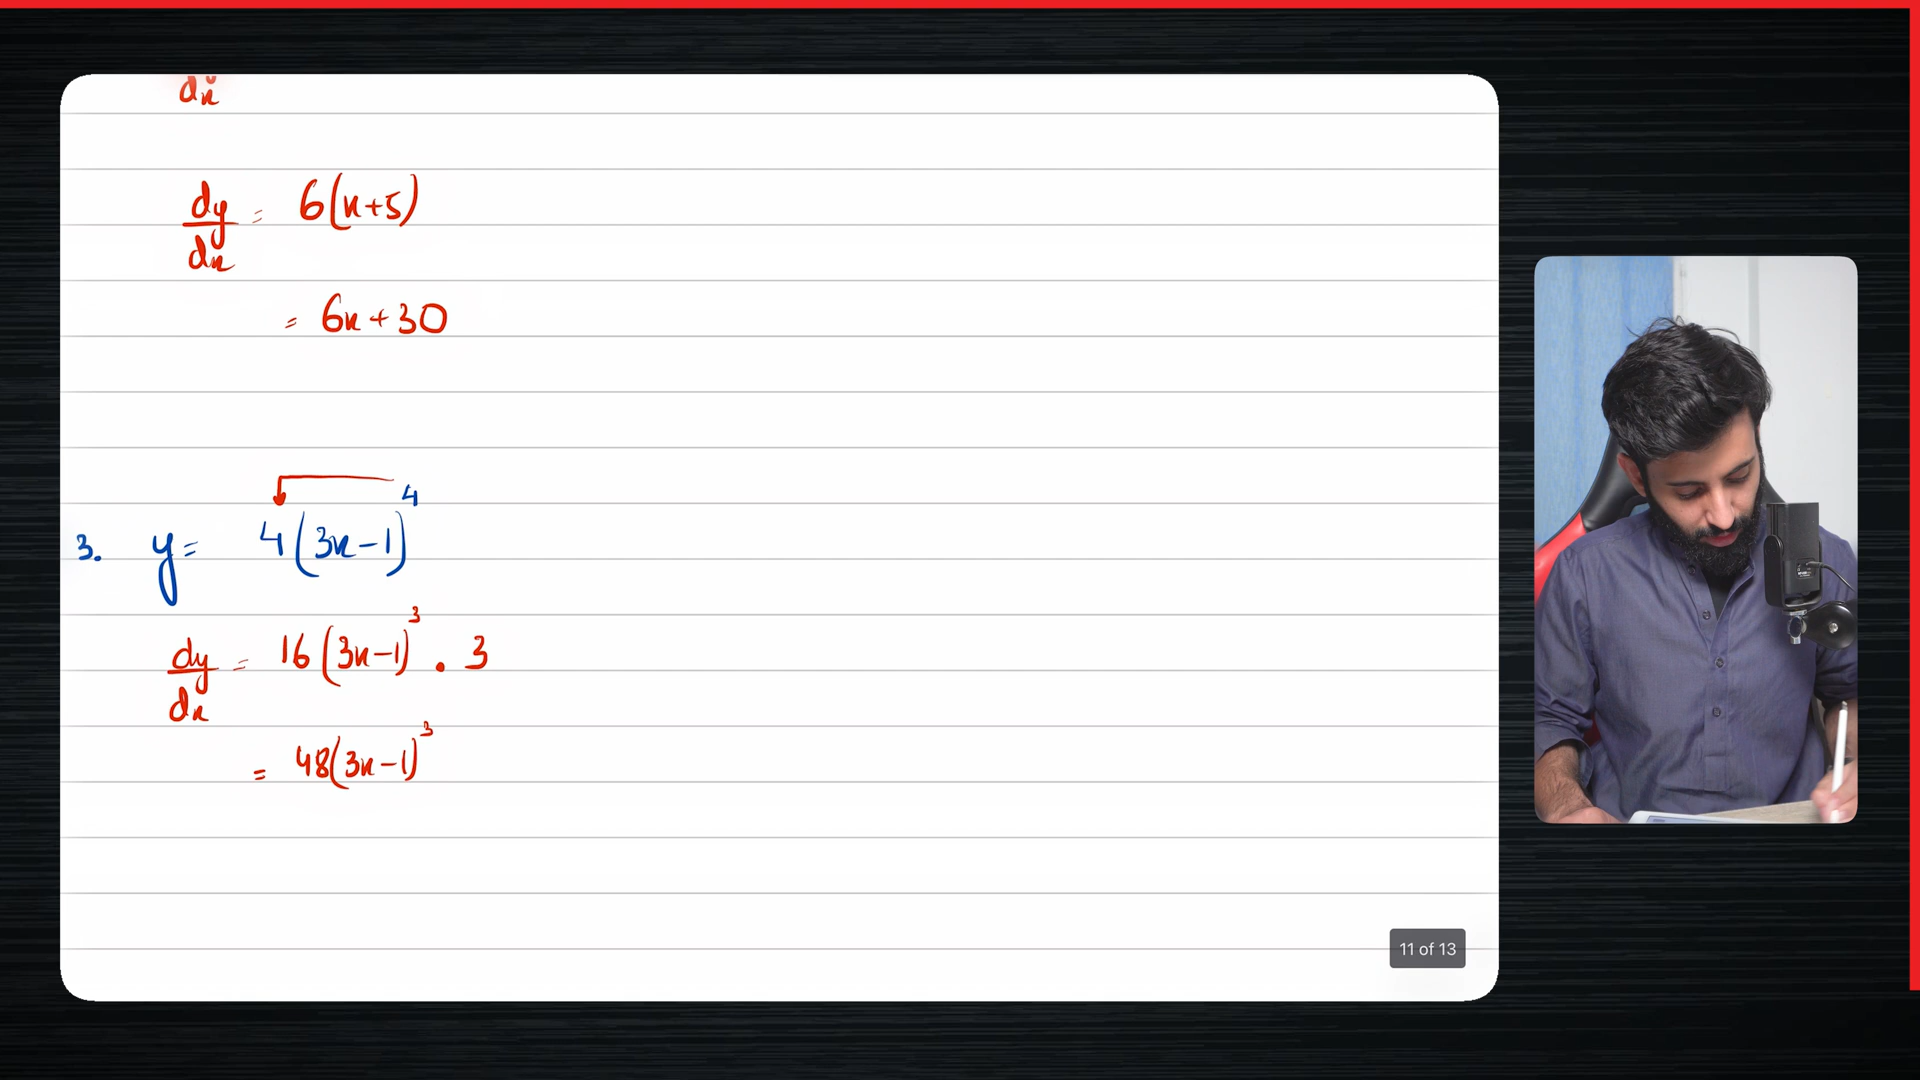 dx
dy/dx = 6(x+5)
= 6x+30
3. y= 4(3x-1)⁴
dy/dx = 16(3x-1)³ . 3
= 48(3x-1)³
11 of 13